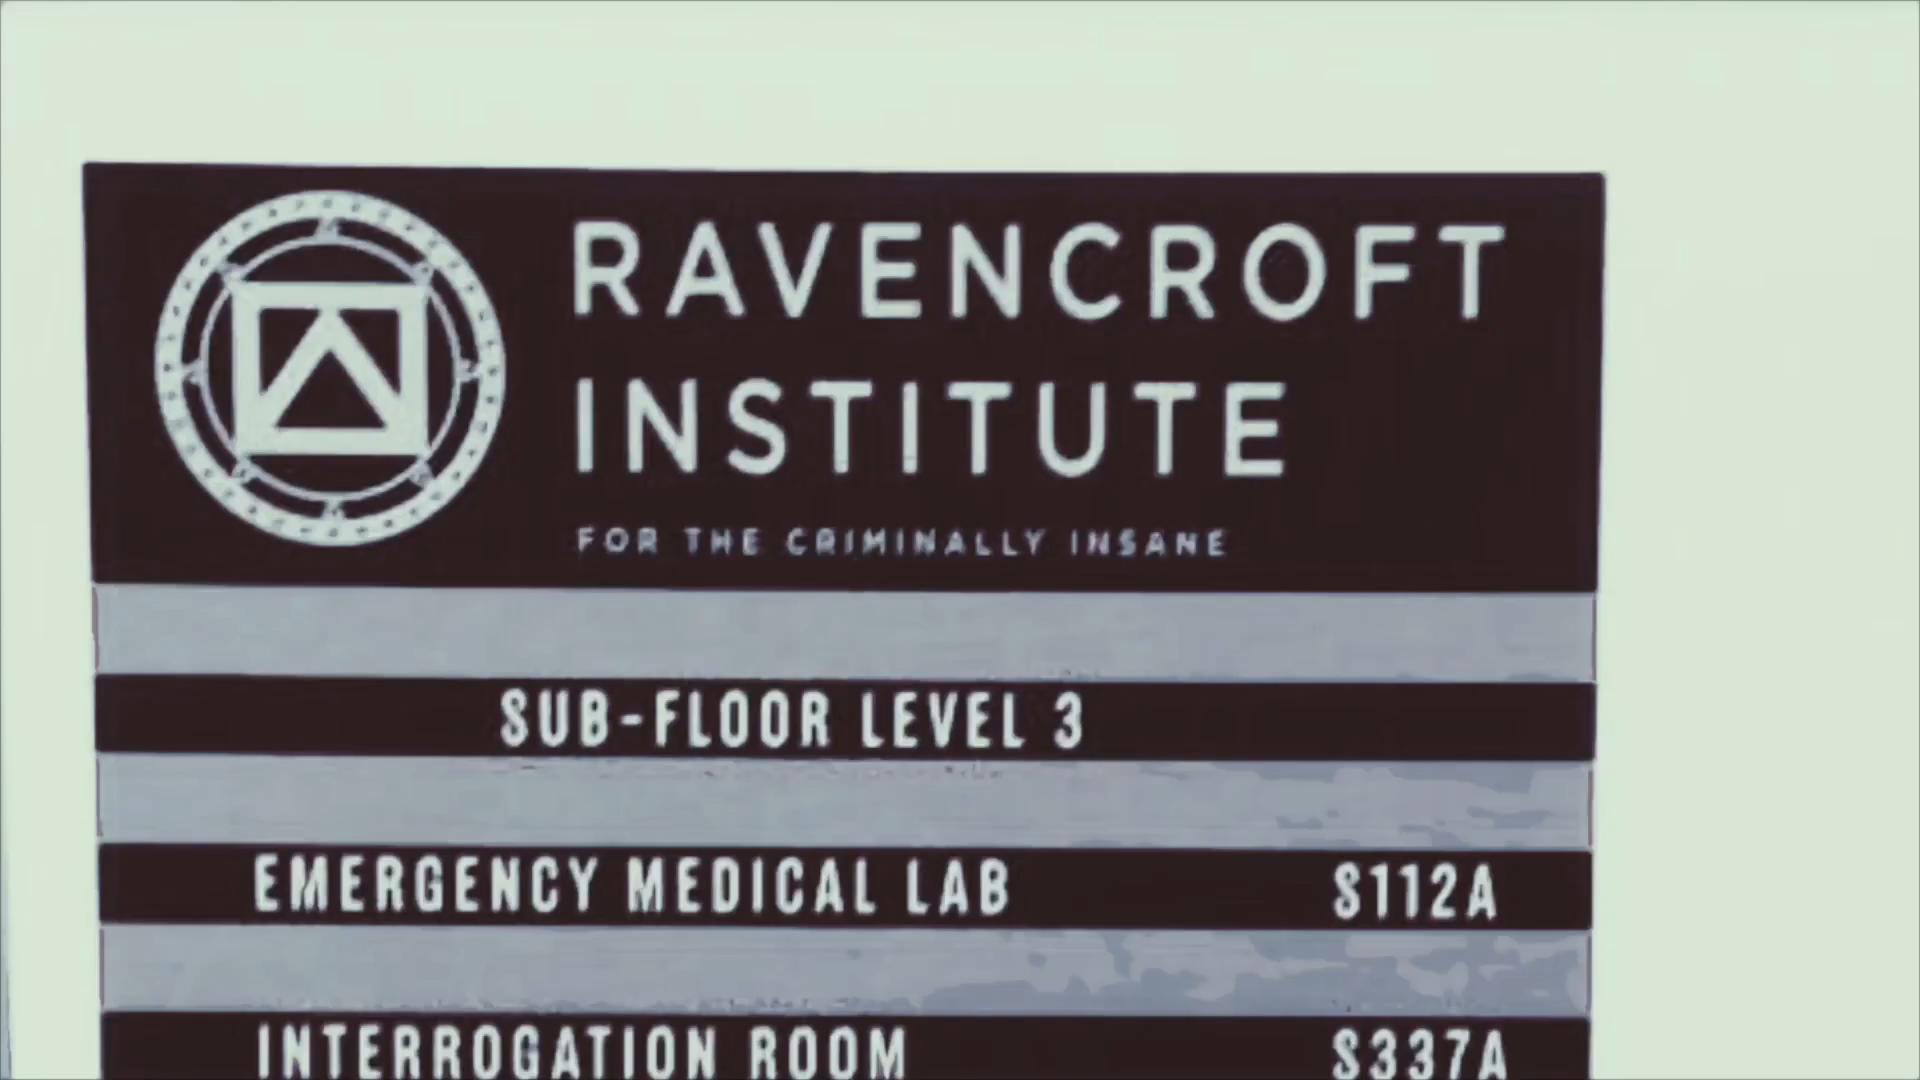 RAVENCROFT
INSTITUTE
FOR THE CRIMINALLY INSANE
SUB-FLOOR LEVEL 3
EMERGENCY MEDICAL LAB S112A
INTERROGATION ROOM S337A